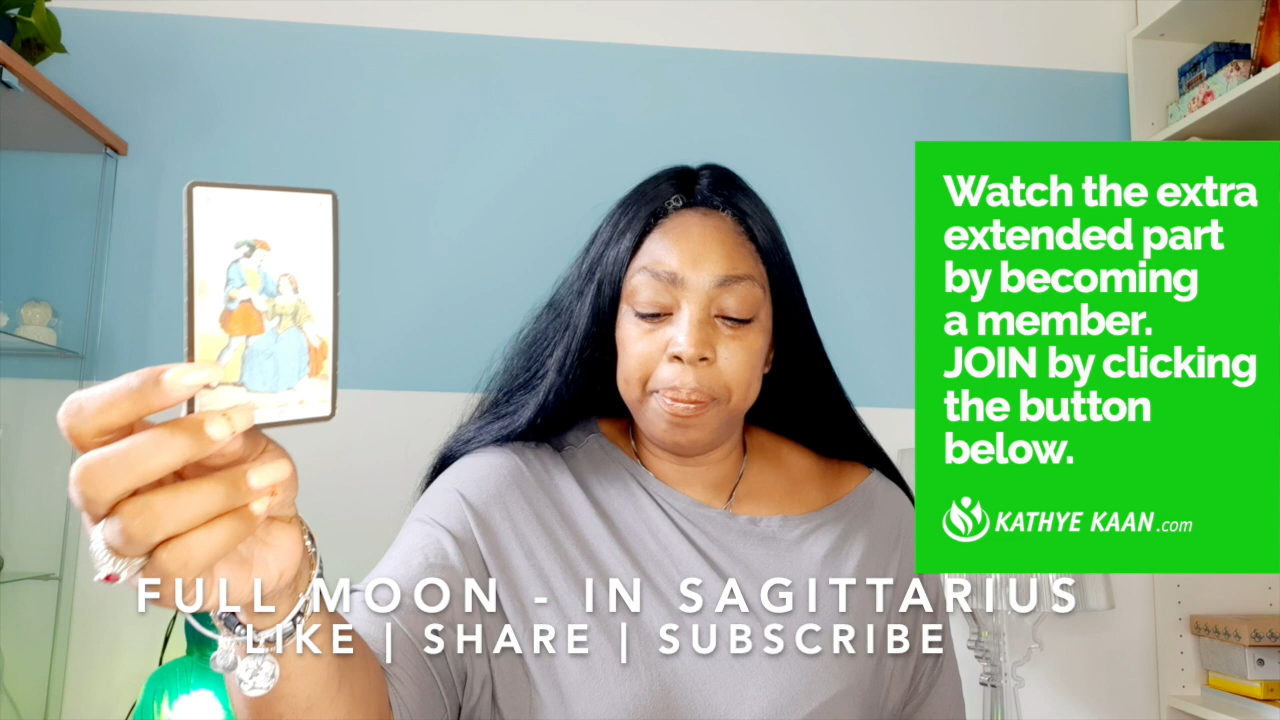 Watch the extra
extended part
by becoming
a member.
JOIN by clicking
the button
below.
KATHYE KAAN.com
FULL MOON - IN SAGITTARIUS
LIKE | SHARE | SUBSCRIBE